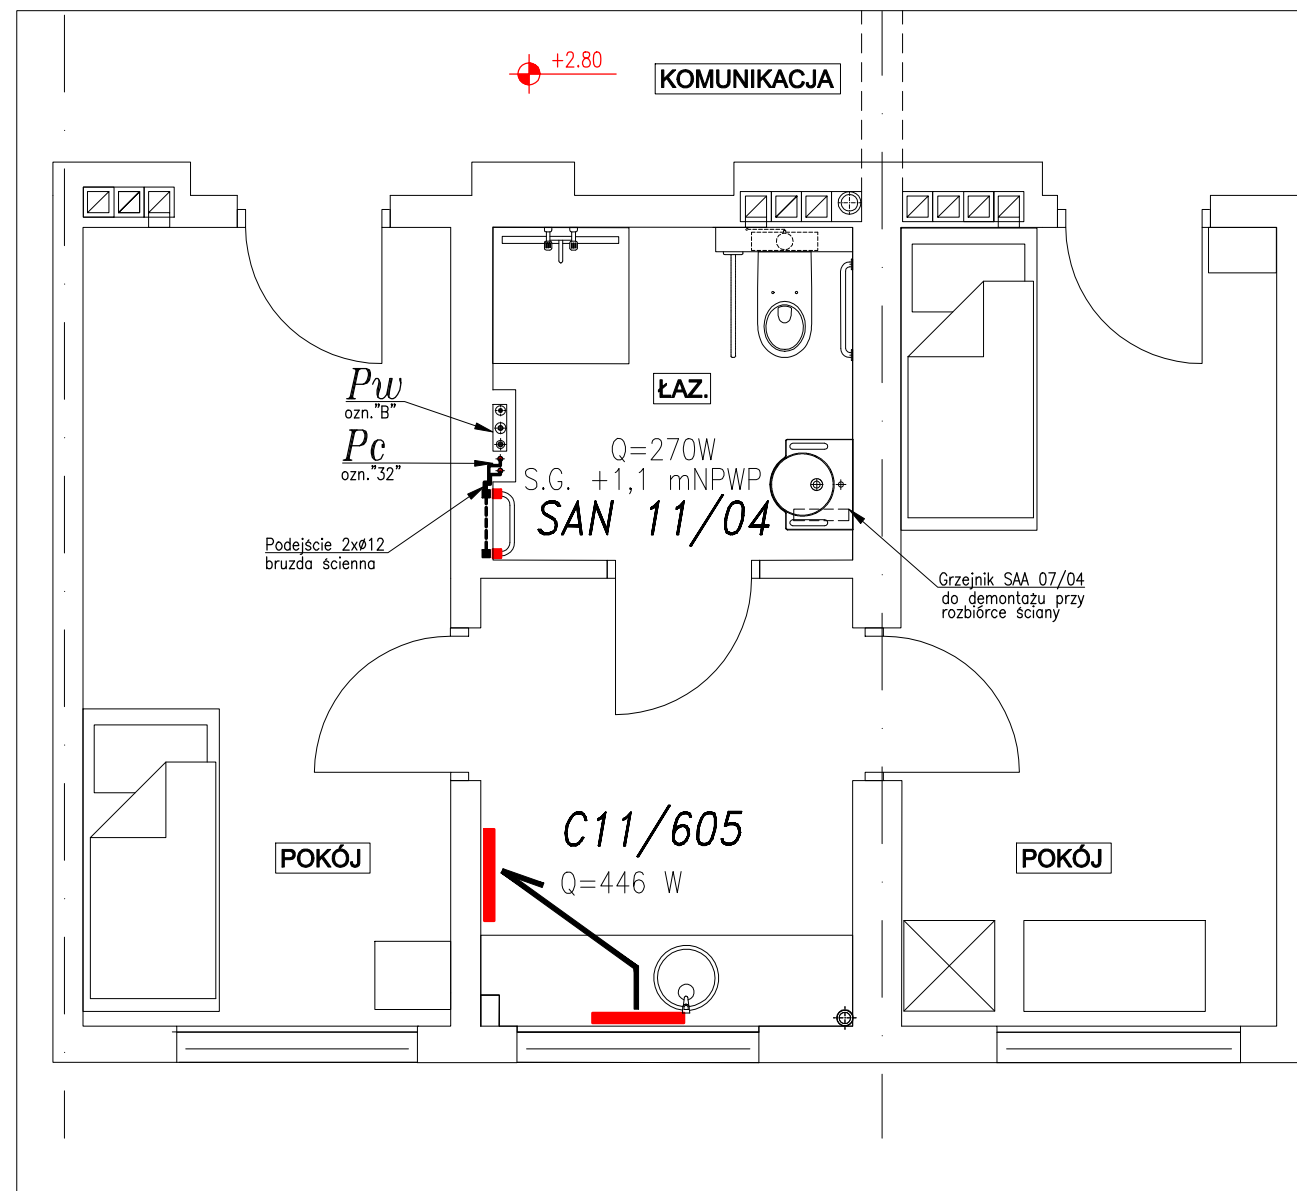 +2.80
KOMUNIKACJA
Pw
ozn."B"
ŁAZ.
Pc
ozn."32"
Q=270W
S.G. +1,1 mNPWP
SAN 11/04
Podejście 2xø12
bruzda ścienna
Grzejnik SAA 07/04
do demontażu przy
rozbiórce ściany
C11/605
POKÓJ
Q=446 W
POKÓJ